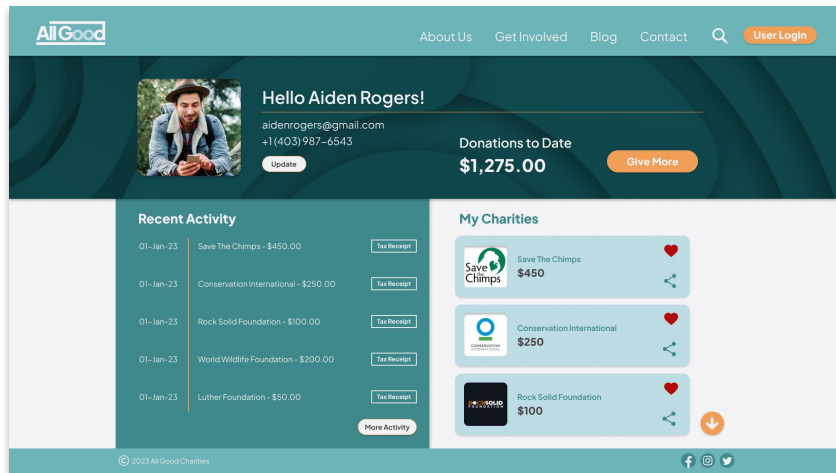 All Good
About Us Get Involved Blog Contact User Login
Hello Aiden Rogers!
aidenrogers@gmail.com
+1 (403) 987-6543
Update
Donations to Date
$1,275.00
Give More
Recent Activity
01-Jan-23 Save The Chimps - $450.00 Tax Receipt
01-Jan-23 Conservation International - $250.00 Tax Receipt
01-Jan-23 Rock Solid Foundation - $100.00 Tax Receipt
01-Jan-23 World Wildlife Foundation - $200.00 Tax Receipt
01-Jan-23 Luther Foundation - $50.00 Tax Receipt
More Activity
My Charities
Save
the
Chimps
Save The Chimps
$450
CONSERVATION
INTERNATIONAL
Conservation International
$250
ROCKSOLID
FOUNDATION
Rock Solid Foundation
$100
© 2023 All Good Charities